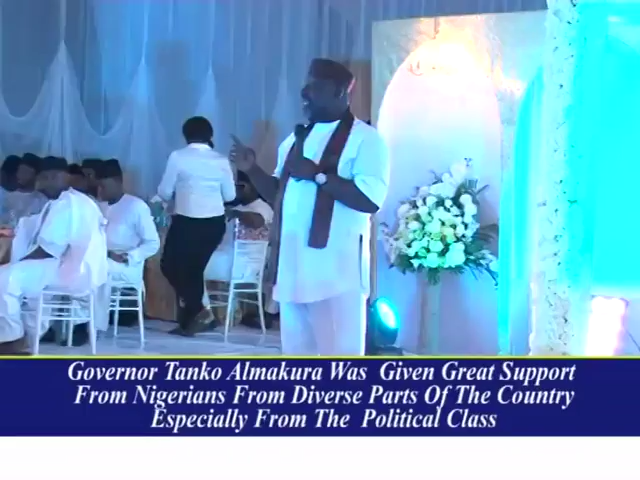 Governor Tanko Almakura Was Given Great Support
From Nigerians From Diverse Parts Of The Country
Especially From The Political Class